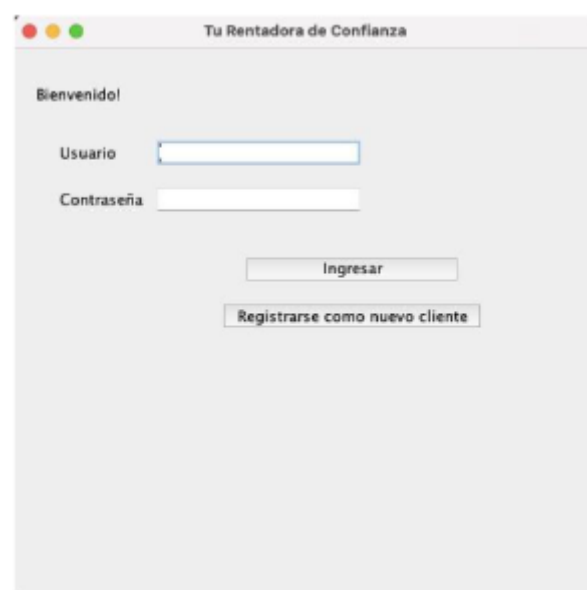 Tu Rentadora de Confianza
Bienvenido!
Usuario
Contraseña
Ingresar
Registrarse como nuevo cliente